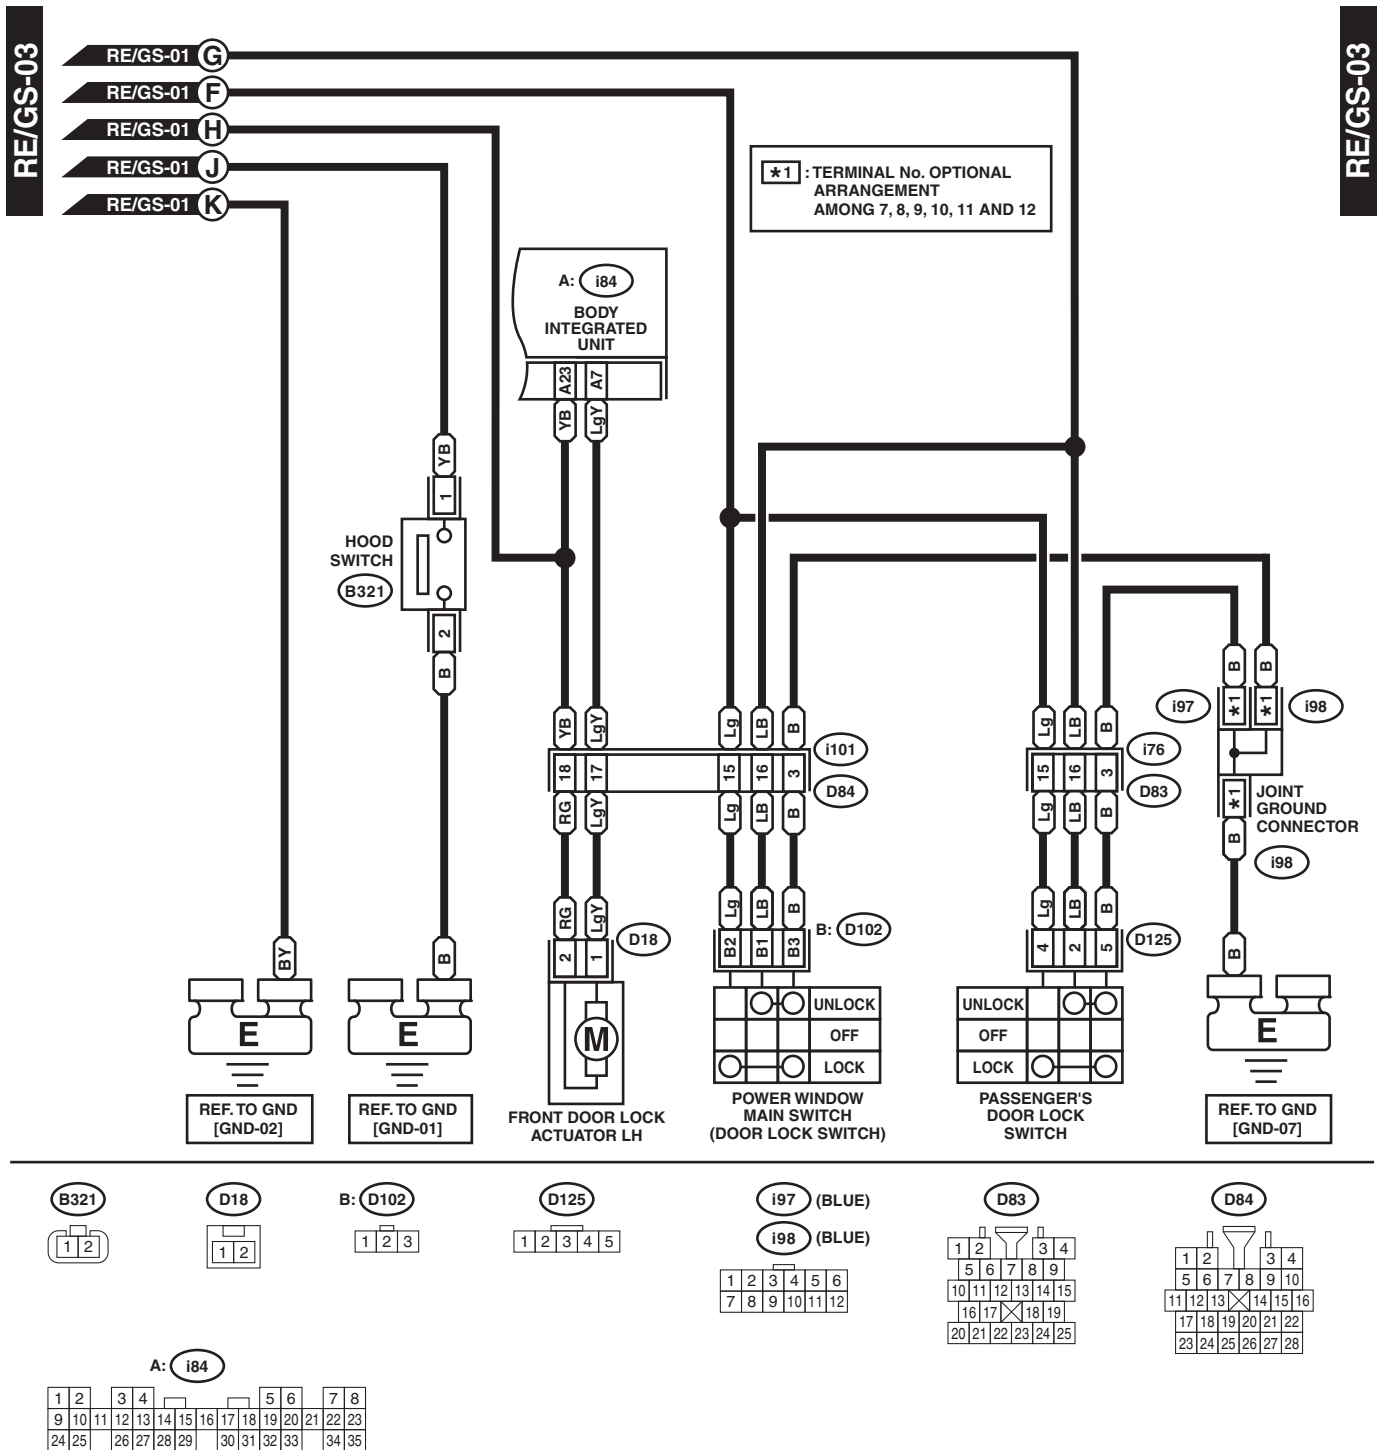 RE/GS-03
RE/GS-03
RE/GS-01 G
RE/GS-01 F
RE/GS-01 H
RE/GS-01 J
RE/GS-01 K
*1 : TERMINAL No. OPTIONAL
ARRANGEMENT
AMONG 7, 8, 9, 10, 11 AND 12
A: i84
BODY
INTEGRATED
UNIT
A23 A7
YB LgY
YB
1
HOOD
SWITCH
B321
2
B
B B
i97 *1 *1 i98
YB LgY Lg LB B
Lg LB B
i101
i76
18 17 15 16 3
15 16 3
D84
D83
RG LgY Lg LB B
Lg LB B
*1
JOINT
GROUND
CONNECTOR
B
i98
RG LgY Lg LB B
Lg LB B
BY
B
2 1
D18
B2 B1 B3
B: D102
4 2 5
D125
B
E
E
M
UNLOCK
OFF
LOCK
UNLOCK
OFF
LOCK
E
REF. TO GND
[GND-02]
REF. TO GND
[GND-01]
FRONT DOOR LOCK
ACTUATOR LH
POWER WINDOW
MAIN SWITCH
(DOOR LOCK SWITCH)
PASSENGER'S
DOOR LOCK
SWITCH
REF. TO GND
[GND-07]
B321
1 2
D18
1 2
B: D102
1 2 3
D125
1 2 3 4 5
i97 (BLUE)
i98 (BLUE)
1 2 3 4 5 6
7 8 9 10 11 12
D83
1 2 3 4
5 6 7 8 9
10 11 12 13 14 15
16 17 18 19
20 21 22 23 24 25
D84
1 2 3 4
5 6 7 8 9 10
11 12 13 14 15 16
17 18 19 20 21 22
23 24 25 26 27 28
A: i84
1 2 3 4 5 6 7 8
9 10 11 12 13 14 15 16 17 18 19 20 21 22 23
24 25 26 27 28 29 30 31 32 33 34 35